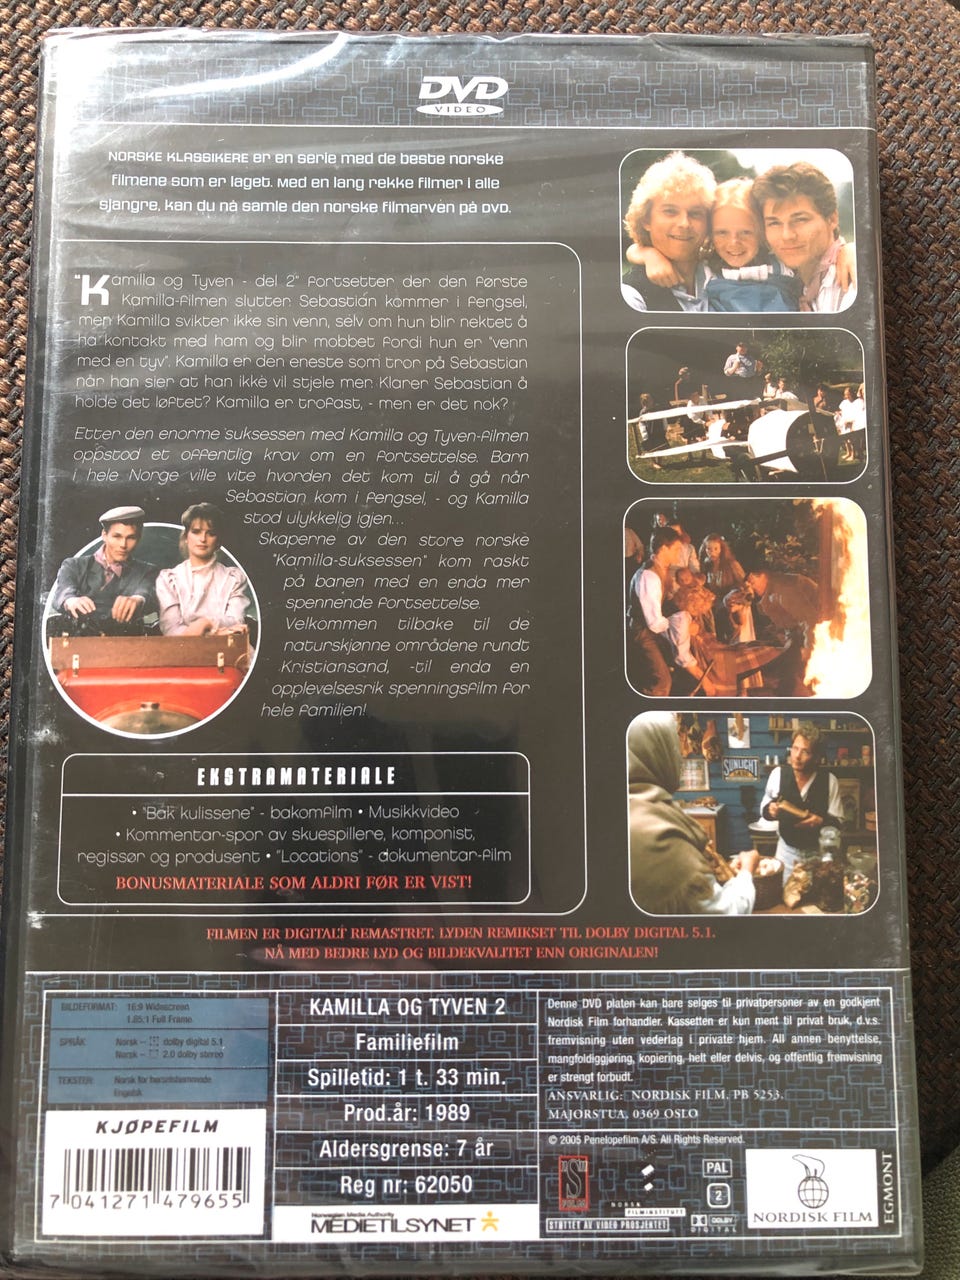 DVD
VIDEO
NORSKE KLASSIKERE er en serie med de beste norske
filmene som er laget. Med en lang rekke filmer i alle
sjangre, kan du nå samle den norske filmarven på DVD.
"Kamilla og Tyven - del 2" fortsetter der den første
Kamilla-filmen slutter. Sebastian kommer i fengsel,
men Kamilla svikter ikke sin venn, selv om hun blir nektet å
ha kontakt med ham og blir mobbet fordi hun er "venn
med en tyv". Kamilla er den eneste som tror på Sebastian
når han sier at han ikke vil stjele mer. Klarer Sebastian å
holde det løftet? Kamilla er trofast, - men er det nok?
Etter den enorme suksessen med Kamilla og Tyven-filmen
oppstod et offentlig krav om en fortsettelse. Barn
i hele Norge ville vite hvorden det kom til å gå når
Sebastian kom i fengsel, - og Kamilla
stod ulykkelig igjen...
Skaperne av den store norske
"Kamilla-suksessen" kom raskt
på banen med en enda mer
spennende fortsettelse.
Velkommen tilbake til de
naturskjønne områdene rundt
Kristiansand, -til enda en
opplevelsesrik spenningsfilm for
hele familien!
SUNLIGHT
EKSTRAMATERIALE
• "Bak kulissene" - bakomfilm • Musikkvideo
• Kommentar-spor av skuespillere, komponist,
regissør og produsent • "Locations" - dokumentar-film
BONUSMATERIALE SOM ALDRI FØR ER VIST!
FILMEN ER DIGITALT REMASTRET. LYDEN REMIKSET TIL DOLBY DIGITAL 5.1.
NÅ MED BEDRE LYD OG BILDEKVALITET ENN ORIGINALEN!
BILDEFORMAT: 16:9 Widescreen
1.85:1 Full Frame
SPRÅK: Norsk – dolby digital 5.1
Norsk – 2.0 dolby stereo
TEKSTER: Norsk for hørselshemmede
Engelsk
KJØPEFILM
7 041271 479655
KAMILLA OG TYVEN 2
Familiefilm
Spilletid: 1 t. 33 min.
Prod.år: 1989
Aldersgrense: 7 år
Reg nr: 62050
Norwegian Media Authority
MEDIETILSYNET
Denne DVD platen kan bare selges til privatpersoner av en godkjent
Nordisk Film forhandler. Kassetten er kun ment til privat bruk, d.v.s.
fremvisning uten vederlag i private hjem. All annen benyttelse,
mangfoldiggjøring, kopiering, helt eller delvis, og offentlig fremvisning
er strengt forbudt.
ANSVARLIG: NORDISK FILM, PB 5253,
MAJORSTUA, 0369 OSLO
© 2005 Penelopefilm A/S. All Rights Reserved.
NSN
FILM
NORSK
FILMINSTITUTT
STØTTET AV VIDEO PROSJEKTET
PAL
2
DOLBY
DIGITAL
NORDISK FILM
EGMONT